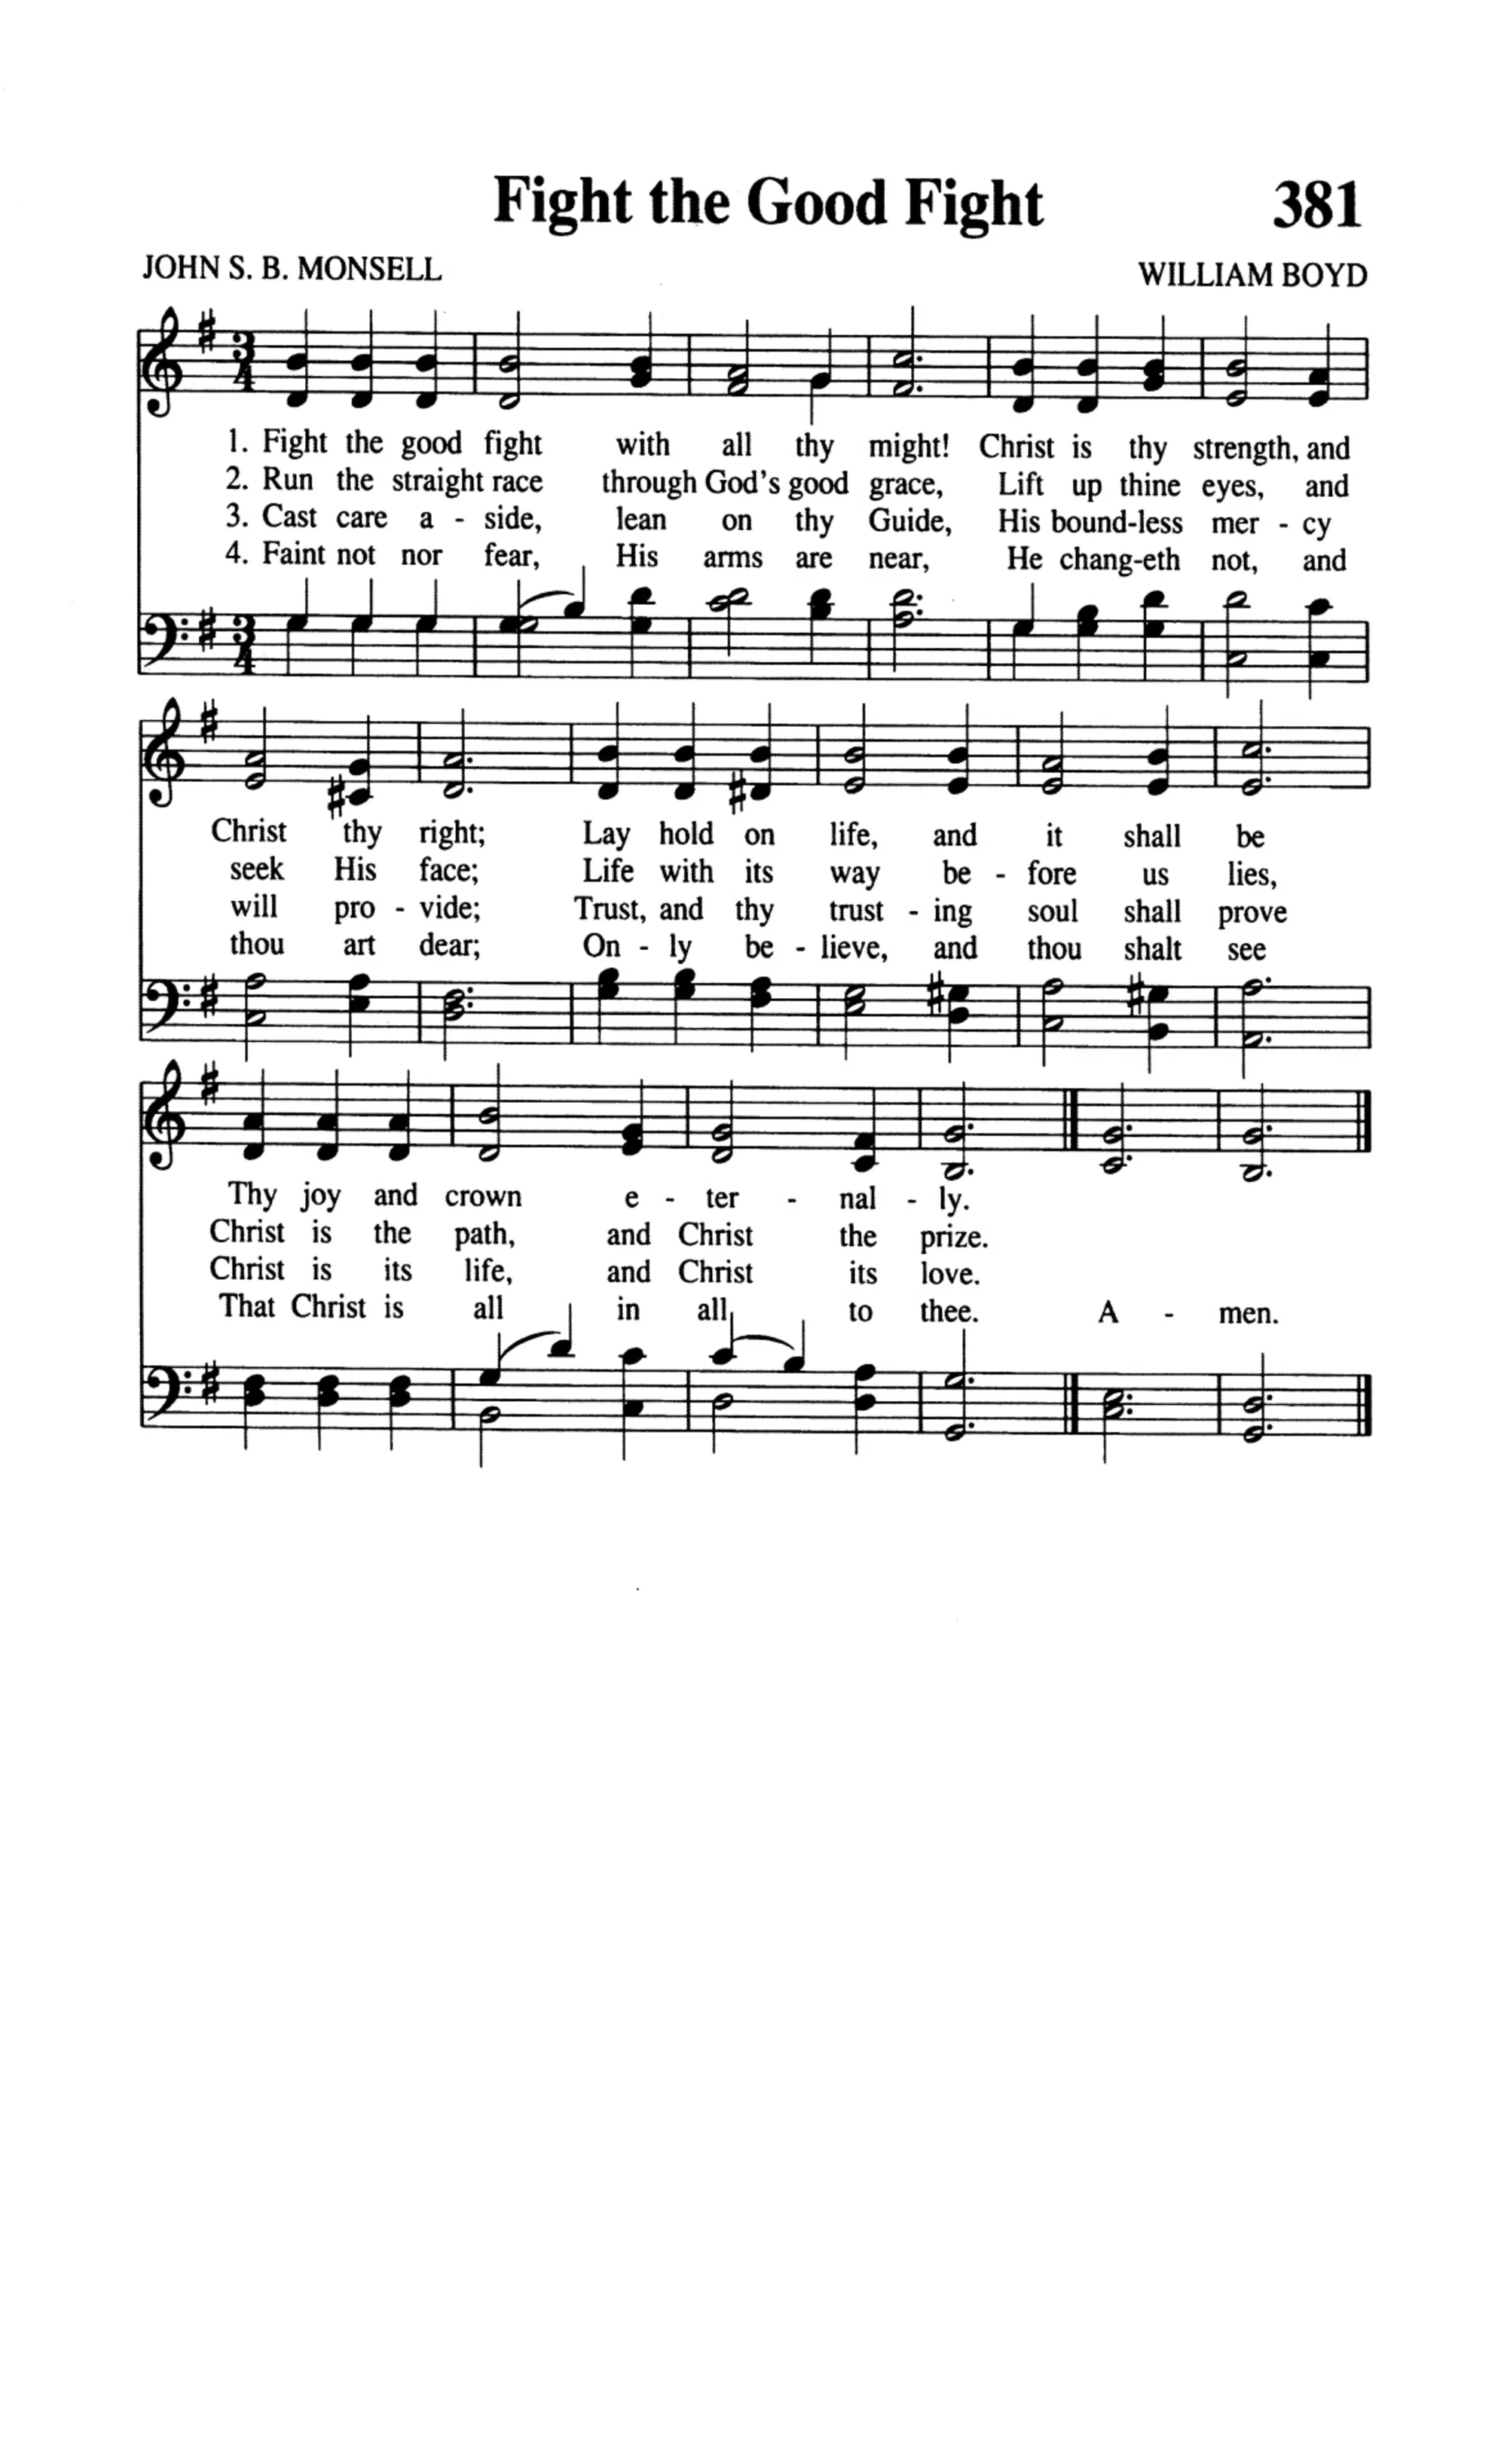 Fight the Good Fight 381
JOHN S. B. MONSELL WILLIAM BOYD
1. Fight the good fight with all thy might! Christ is thy strength, and
2. Run the straight race through God's good grace, Lift up thine eyes, and
3. Cast care a - side, lean on thy Guide, His bound-less mer - cy
4. Faint not nor fear, His arms are near, He chang-eth not, and
Christ thy right; Lay hold on life, and it shall be
seek His face; Life with its way be - fore us lies,
will pro - vide; Trust, and thy trust - ing soul shall prove
thou art dear; On - ly be - lieve, and thou shalt see
Thy joy and crown e - ter - nal - ly.
Christ is the path, and Christ the prize.
Christ is its life, and Christ its love.
That Christ is all in all to thee. A - men.